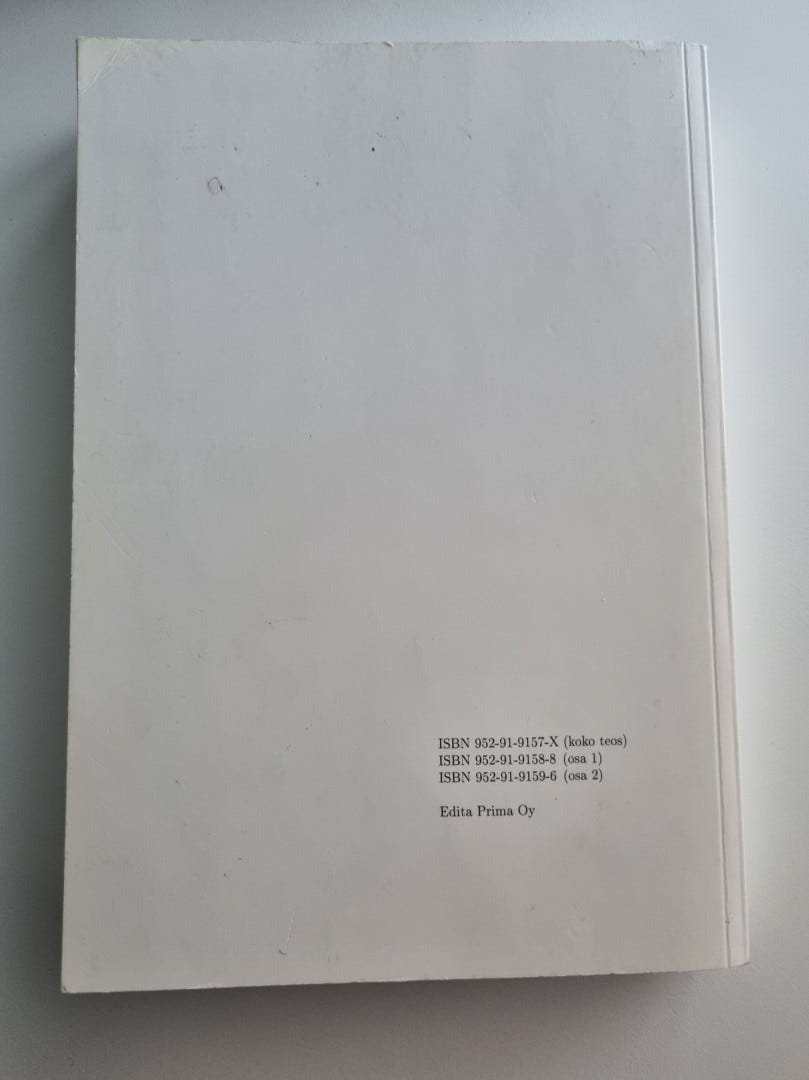 ISBN 952-91-9157-X (koko teos)
ISBN 952-91-9158-8 (osa 1)
ISBN 952-91-9159-6 (osa 2)
Edita Prima Oy